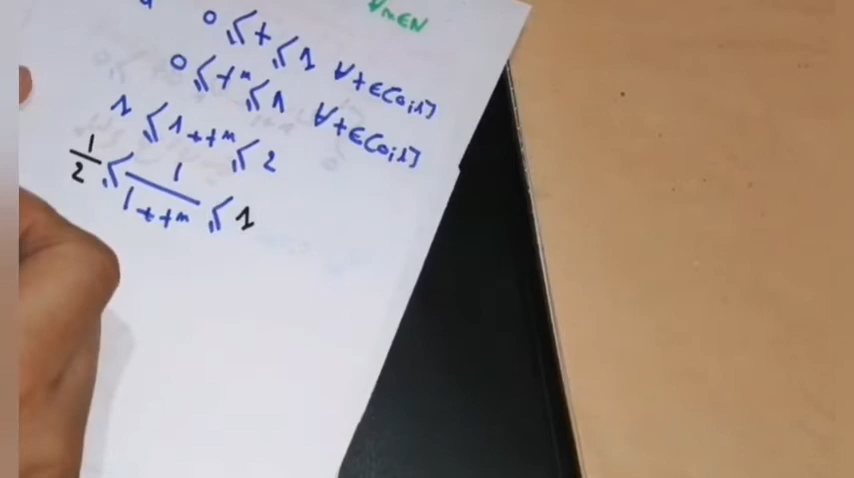 ∀n∈N
0 ≤ t ≤ 1 ∀t∈[0;1]
0 ≤ tⁿ ≤ 1 ∀t∈[0;1]
1 ≤ 1+tⁿ ≤ 2
1/2 ≤ 1/(1+tⁿ) ≤ 1